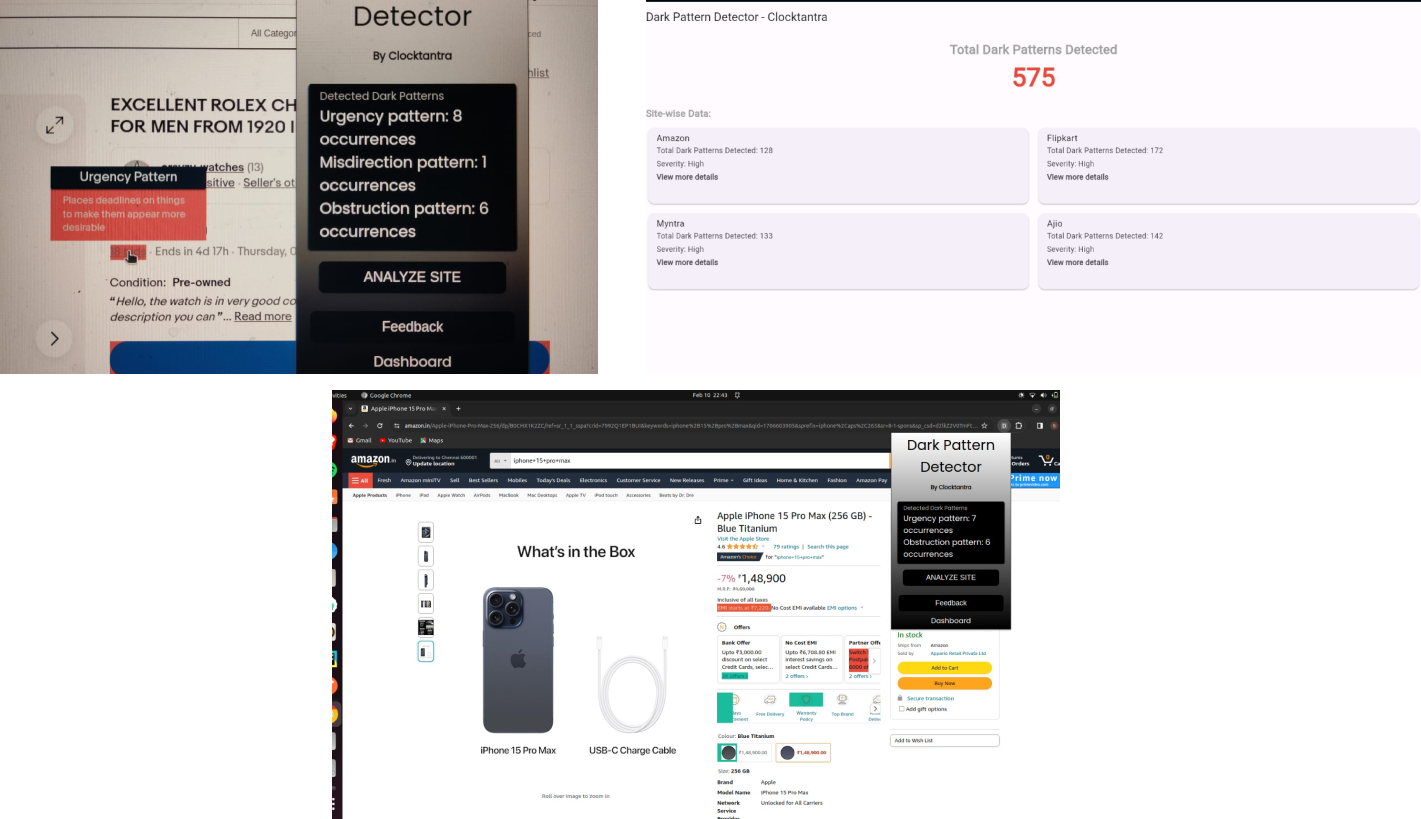 Detector
By Clocktantra
All Categor
hlist
EXCELLENT ROLEX CH
FOR MEN FROM 1920 I
watches (13)
sitive · Seller's ot
Urgency Pattern
Places deadlines on things
to make them appear more
desirable
· Ends in 4d 17h · Thursday, 0
Condition: Pre-owned
"Hello, the watch is in very good co
description you can"... Read more
Detected Dark Patterns
Urgency pattern: 8
occurrences
Misdirection pattern: 1
occurrences
Obstruction pattern: 6
occurrences
ANALYZE SITE
Feedback
Dashboard
Dark Pattern Detector - Clocktantra
Total Dark Patterns Detected
575
Site-wise Data:
Amazon
Total Dark Patterns Detected: 128
Severity: High
View more details
Flipkart
Total Dark Patterns Detected: 172
Severity: High
View more details
Myntra
Total Dark Patterns Detected: 133
Severity: High
View more details
Ajio
Total Dark Patterns Detected: 142
Severity: High
View more details
Google Chrome
Feb 10 22:43
Apple iPhone 15 Pro Ma
Gmail YouTube Maps
amazon.in
Delivering to Chennai 600001
Update location
All
iphone+15+pro+max
Orders
All Fresh Amazon miniTV Sell Best Sellers Mobiles Today's Deals Electronics Customer Service New Releases Prime Gift Ideas Home & Kitchen Fashion Amazon Pay
Prime now
Apple Products iPhone iPad Apple Watch AirPods MacBook Mac Desktops Apple TV iPod touch Accessories Beats by Dr. Dre
What's in the Box
iPhone 15 Pro Max
USB-C Charge Cable
Roll over image to zoom in
Apple iPhone 15 Pro Max (256 GB) -
Blue Titanium
Visit the Apple Store
4.6 79 ratings | Search this page
Amazon's Choice for "iphone+15+pro+max"
-7% ₹1,48,900
Inclusive of all taxes
EMI starts at ₹7,220. No Cost EMI available EMI options
Offers
Bank Offer
Upto ₹3,000.00
discount on select
Credit Cards, selec...
No Cost EMI
Upto ₹6,708.80 EMI
interest savings on
select Credit Cards...
2 offers ›
Partner Offe
2 offers ›
Free Delivery
Warranty
Policy
Top Brand
Colour: Blue Titanium
₹1,48,900.00
₹1,48,900.00
Size: 256 GB
Brand Apple
Model Name iPhone 15 Pro Max
Network Unlocked for All Carriers
Service
Dark Pattern
Detector
By Clocktantra
Detected Dark Patterns
Urgency pattern: 7
occurrences
Obstruction pattern: 6
occurrences
ANALYZE SITE
Feedback
Dashboard
In stock
Ships from Amazon
Sold by Appario Retail Private Ltd
Add to Cart
Buy Now
Secure transaction
Add gift options
Add to Wish List